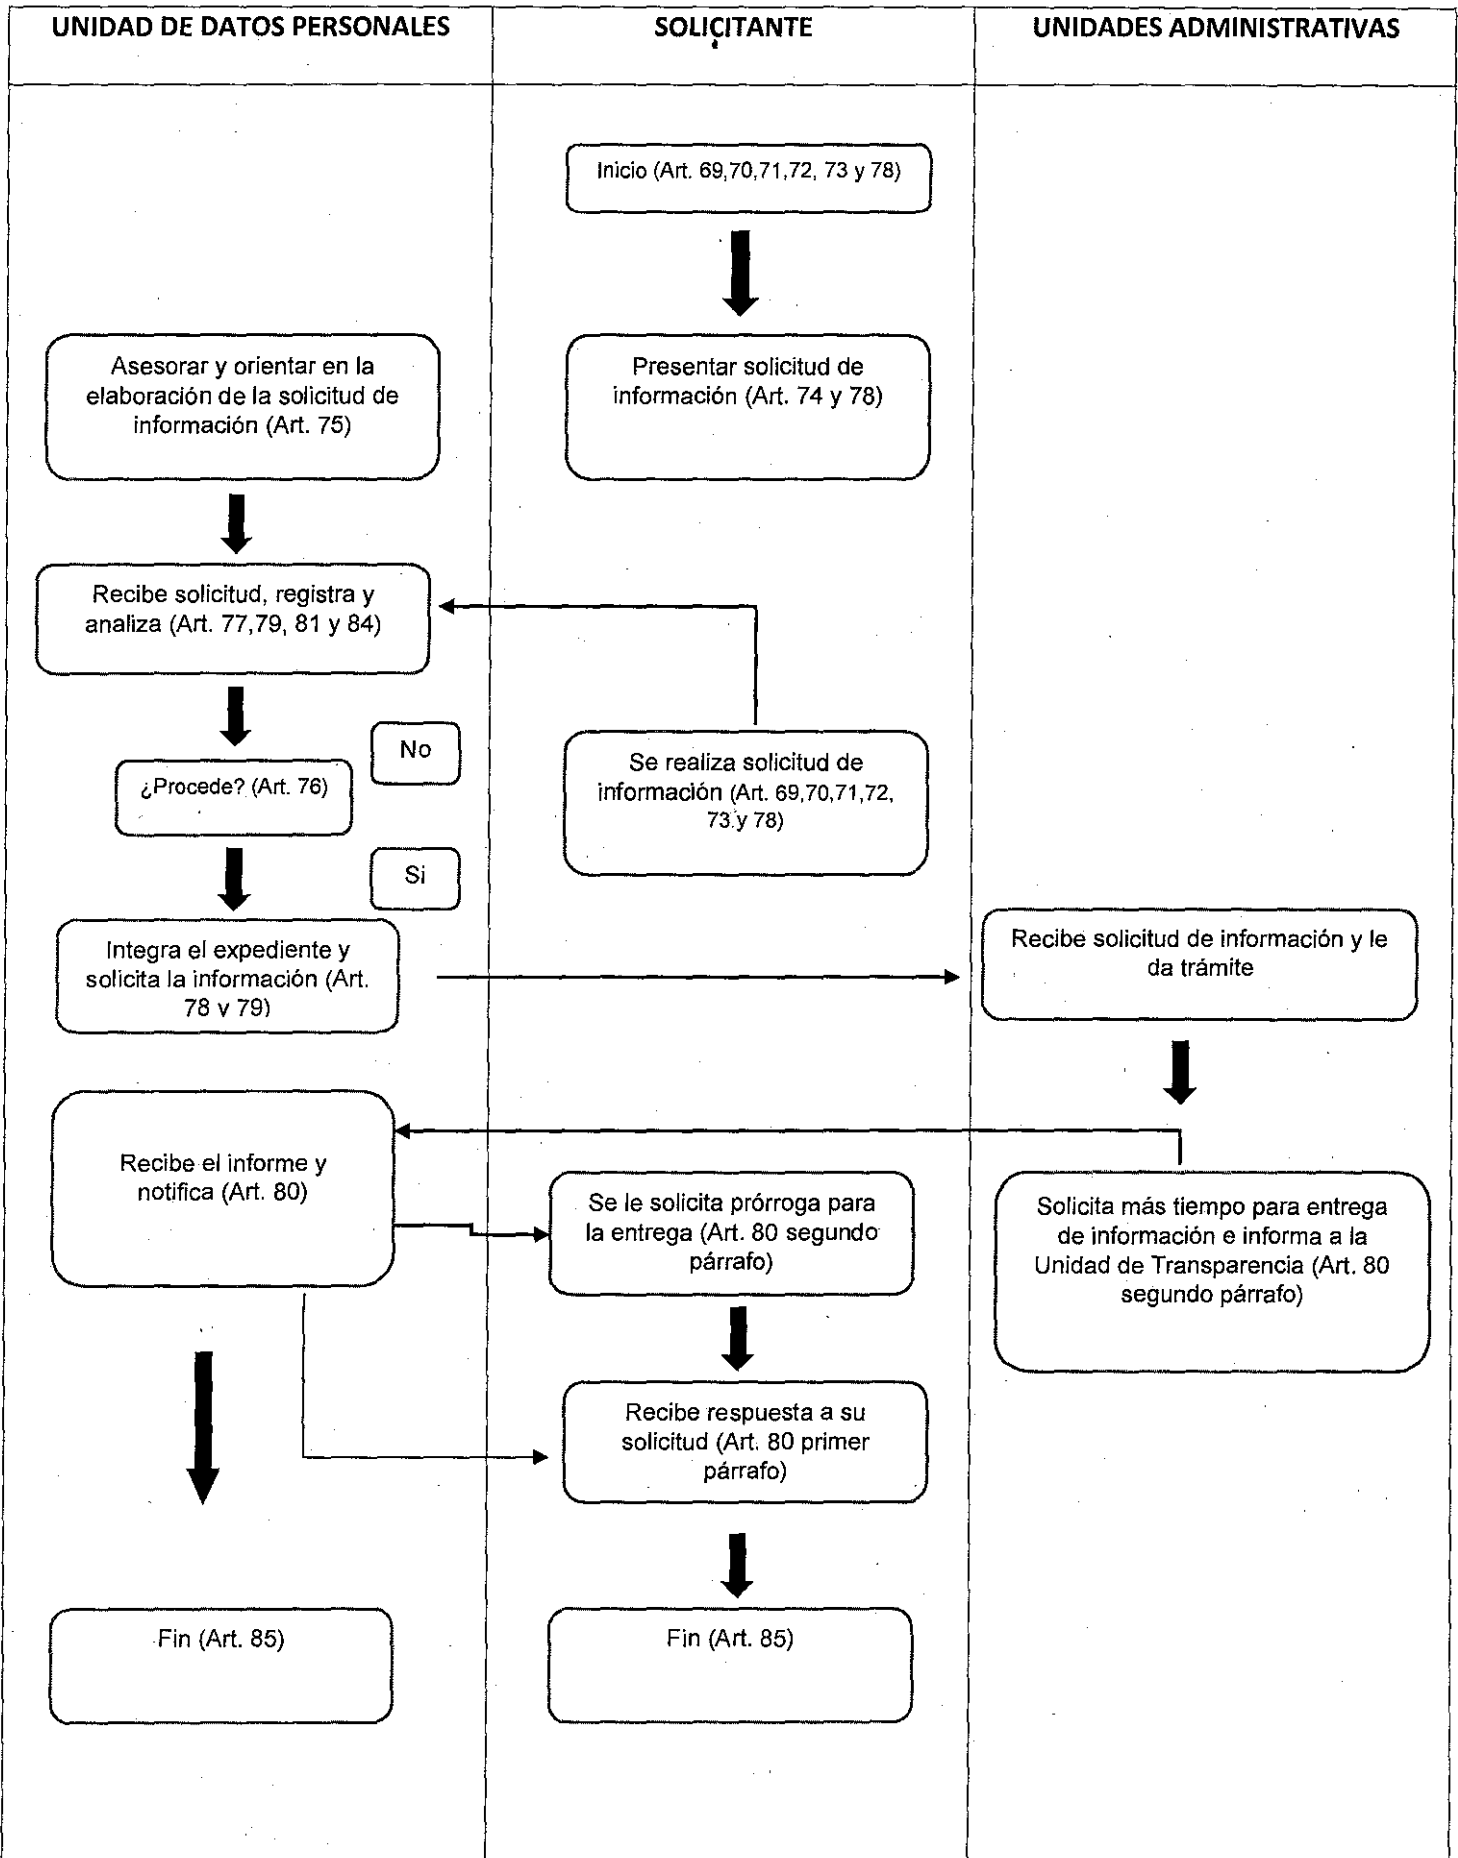 UNIDAD DE DATOS PERSONALES
SOLICITANTE
UNIDADES ADMINISTRATIVAS
Inicio (Art. 69,70,71,72, 73 y 78)
Asesorar y orientar en la
elaboración de la solicitud de
información (Art. 75)
Presentar solicitud de
información (Art. 74 y 78)
Recibe solicitud, registra y
analiza (Art. 77,79, 81 y 84)
No
¿Procede? (Art. 76)
Se realiza solicitud de
información (Art. 69,70,71,72,
73 y 78)
Si
Integra el expediente y
solicita la información (Art.
78 y 79)
Recibe solicitud de información y le
da trámite
Recibe el informe y
notifica (Art. 80)
Se le solicita prórroga para
la entrega (Art. 80 segundo
párrafo)
Solicita más tiempo para entrega
de información e informa a la
Unidad de Transparencia (Art. 80
segundo párrafo)
Recibe respuesta a su
solicitud (Art. 80 primer
párrafo)
Fin (Art. 85)
Fin (Art. 85)